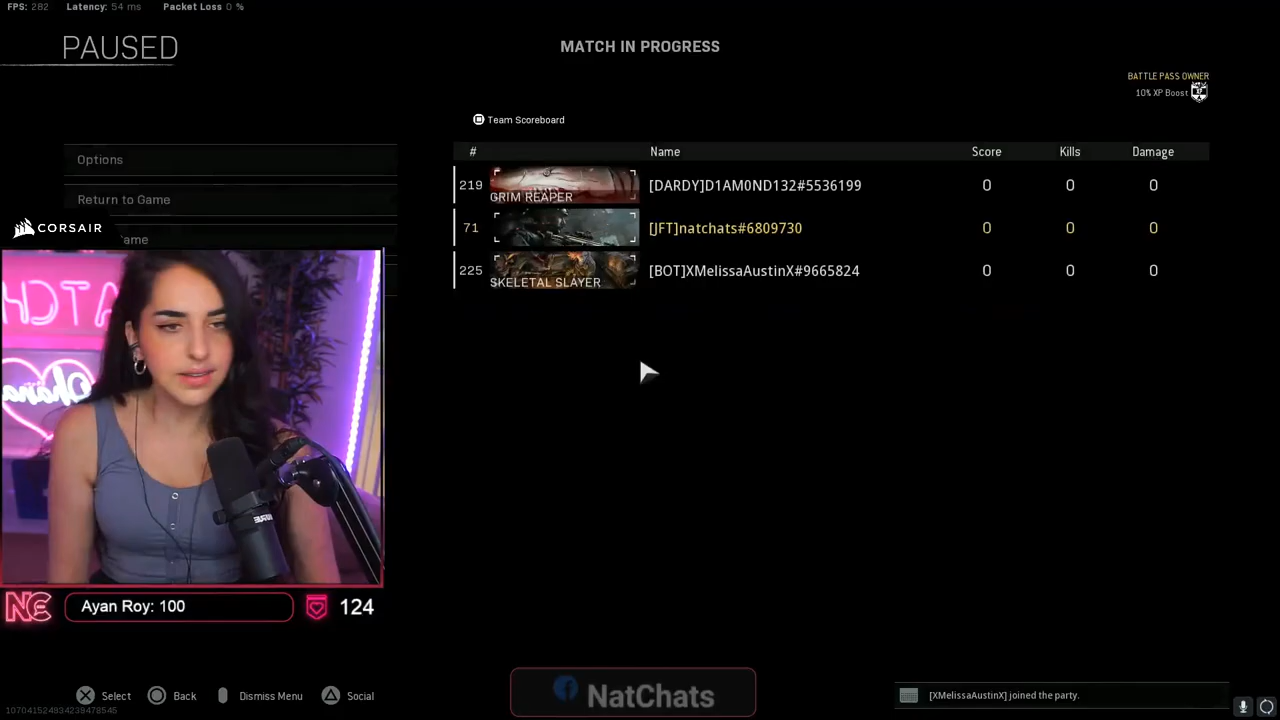 FPS: 282 Latency: 54 ms Packet Loss 0 %
PAUSED
MATCH IN PROGRESS
BATTLE PASS OWNER
10% XP Boost
Team Scoreboard
# Name Score Kills Damage
219 GRIM REAPER [DARDY]D1AM0ND132#5536199 0 0 0
71 [JFT]natchats#6809730 0 0 0
225 SKELETAL SLAYER [BOT]XMelissaAustinX#9665824 0 0 0
Options
Return to Game
ame
CORSAIR
Ohana
NC Ayan Roy: 100 124
Select Back Dismiss Menu Social
NatChats
[XMelissaAustinX] joined the party.